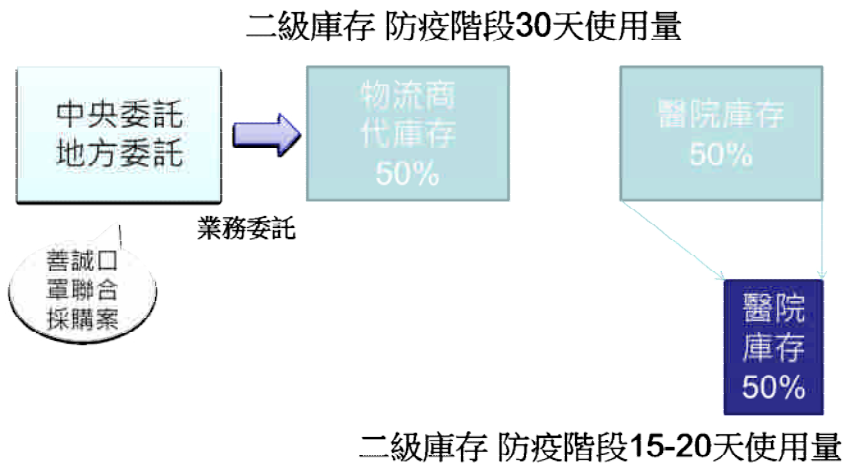 二級庫存 防疫階段30天使用量
中央委託
地方委託
物流商
代庫存
50%
醫院庫存
50%
業務委託
善誠口
罩聯合
採購案
醫院
庫存
50%
二級庫存 防疫階段15-20天使用量